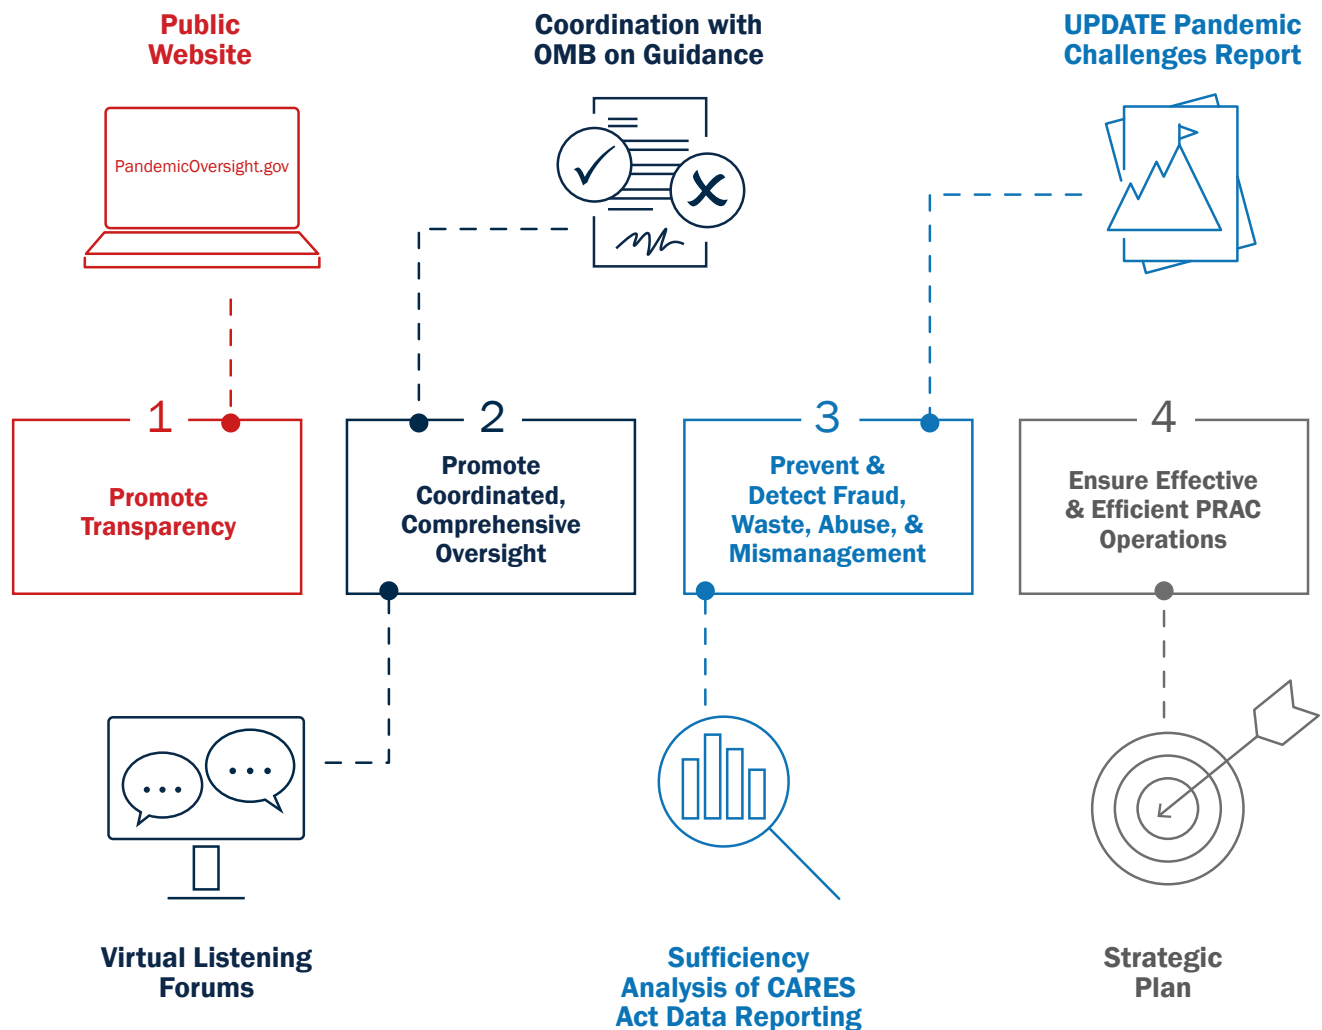 Public
Website
Coordination with
OMB on Guidance
UPDATE Pandemic
Challenges Report
PandemicOversight.gov
1
Promote
Transparency
2
Promote
Coordinated,
Comprehensive
Oversight
3
Prevent &
Detect Fraud,
Waste, Abuse, &
Mismanagement
4
Ensure Effective
& Efficient PRAC
Operations
Virtual Listening
Forums
Sufficiency
Analysis of CARES
Act Data Reporting
Strategic
Plan